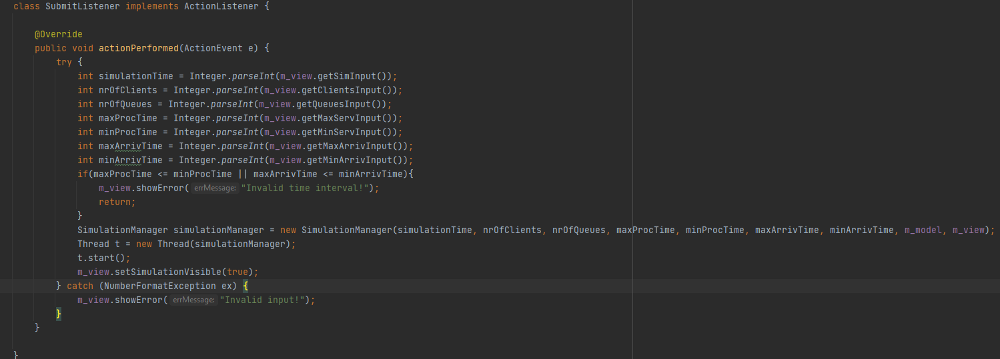 class SubmitListener implements ActionListener {
@Override
public void actionPerformed(ActionEvent e) {
try {
int simulationTime = Integer.parseInt(m_view.getSimInput());
int nrOfClients = Integer.parseInt(m_view.getClientsInput());
int nrOfQueues = Integer.parseInt(m_view.getQueuesInput());
int maxProcTime = Integer.parseInt(m_view.getMaxServInput());
int minProcTime = Integer.parseInt(m_view.getMinServInput());
int maxArrivTime = Integer.parseInt(m_view.getMaxArrivInput());
int minArrivTime = Integer.parseInt(m_view.getMinArrivInput());
if(maxProcTime <= minProcTime || maxArrivTime <= minArrivTime){
m_view.showError( errMessage: "Invalid time interval!");
return;
}
SimulationManager simulationManager = new SimulationManager(simulationTime, nrOfClients, nrOfQueues, maxProcTime, minProcTime, maxArrivTime, minArrivTime, m_model, m_view);
Thread t = new Thread(simulationManager);
t.start();
m_view.setSimulationVisible(true);
} catch (NumberFormatException ex) {
m_view.showError( errMessage: "Invalid input!");
}
}
}